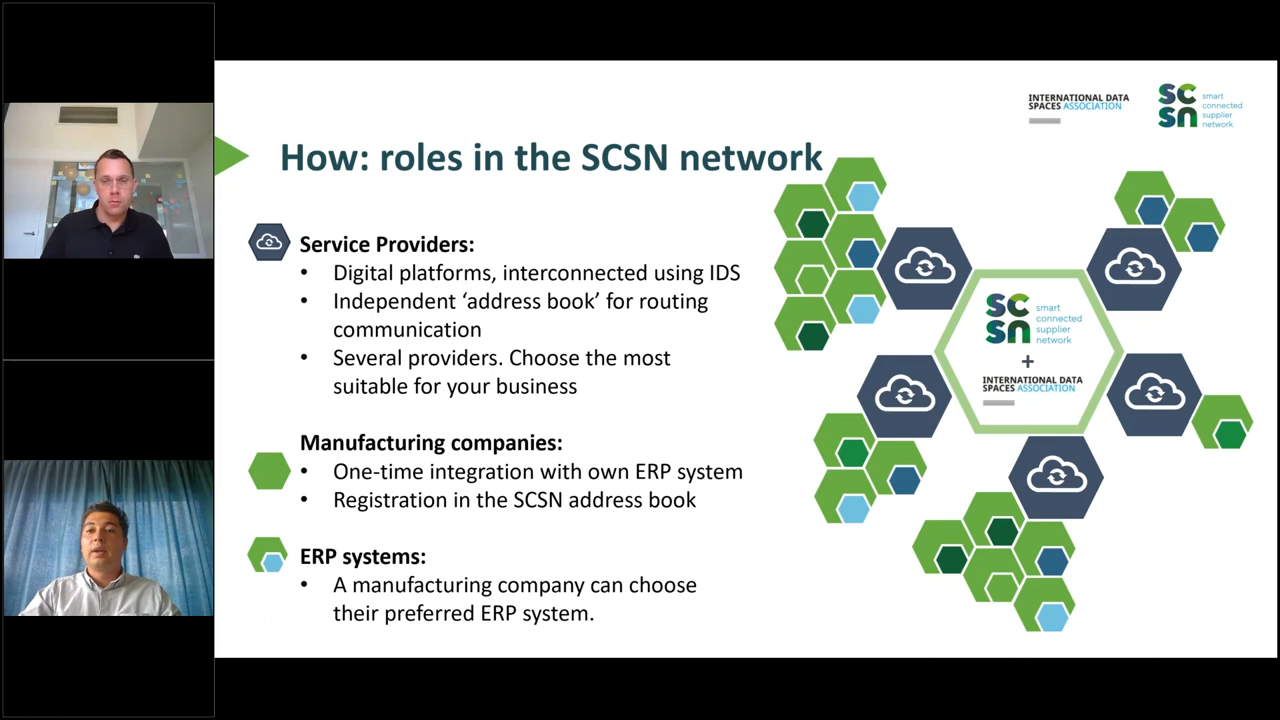 INTERNATIONAL DATA
SPACES ASSOCIATION
SC
SN
smart
connected
supplier
network
How: roles in the SCSN network
Service Providers:
• Digital platforms, interconnected using IDS
• Independent ‘address book’ for routing
communication
• Several providers. Choose the most
suitable for your business
Manufacturing companies:
• One-time integration with own ERP system
• Registration in the SCSN address book
ERP systems:
• A manufacturing company can choose
their preferred ERP system.
SC
SN
smart
connected
supplier
network
+
INTERNATIONAL DATA
SPACES ASSOCIATION